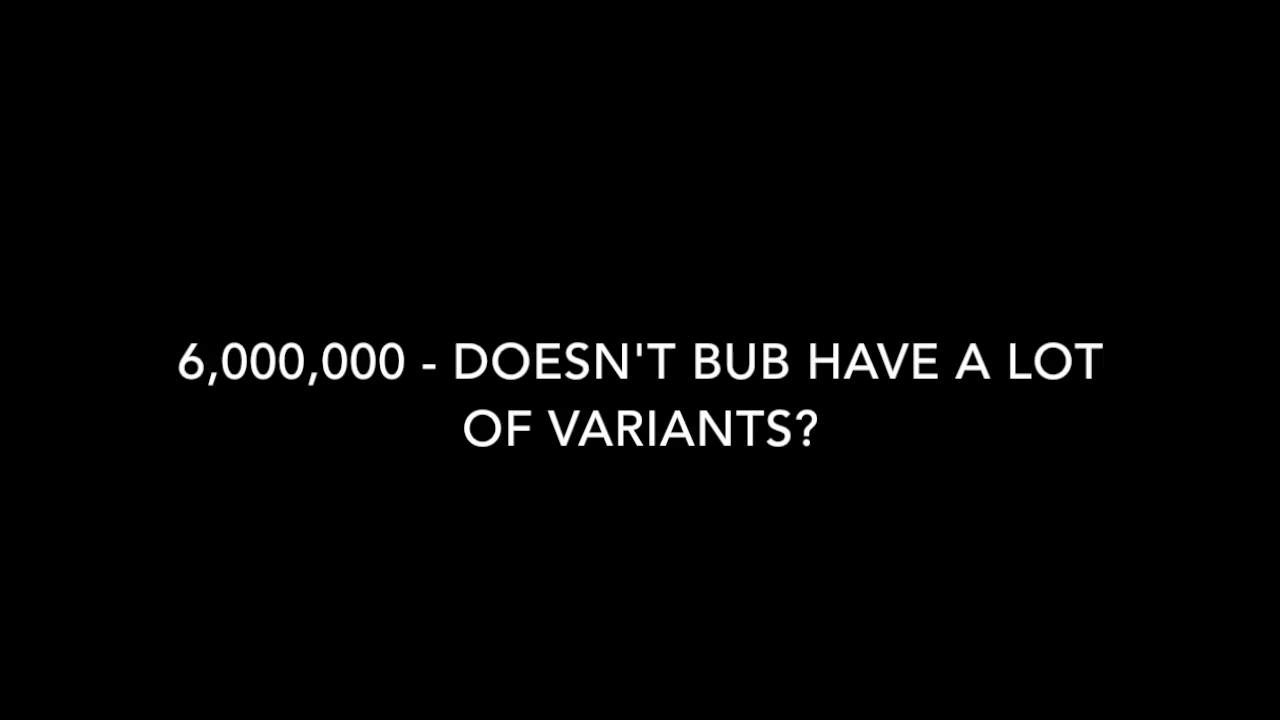 6,000,000 - DOESN'T BUB HAVE A LOT
OF VARIANTS?